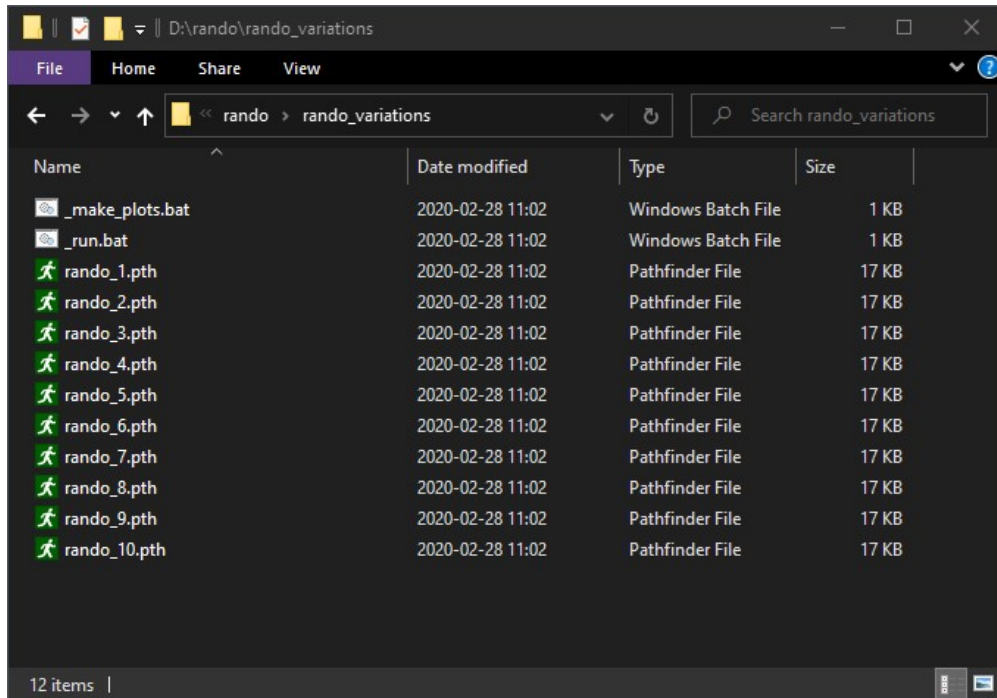 D:\rando\rando_variations
File Home Share View
« rando › rando_variations Search rando_variations
Name Date modified Type Size
_make_plots.bat 2020-02-28 11:02 Windows Batch File 1 KB
_run.bat 2020-02-28 11:02 Windows Batch File 1 KB
rando_1.pth 2020-02-28 11:02 Pathfinder File 17 KB
rando_2.pth 2020-02-28 11:02 Pathfinder File 17 KB
rando_3.pth 2020-02-28 11:02 Pathfinder File 17 KB
rando_4.pth 2020-02-28 11:02 Pathfinder File 17 KB
rando_5.pth 2020-02-28 11:02 Pathfinder File 17 KB
rando_6.pth 2020-02-28 11:02 Pathfinder File 17 KB
rando_7.pth 2020-02-28 11:02 Pathfinder File 17 KB
rando_8.pth 2020-02-28 11:02 Pathfinder File 17 KB
rando_9.pth 2020-02-28 11:02 Pathfinder File 17 KB
rando_10.pth 2020-02-28 11:02 Pathfinder File 17 KB
12 items